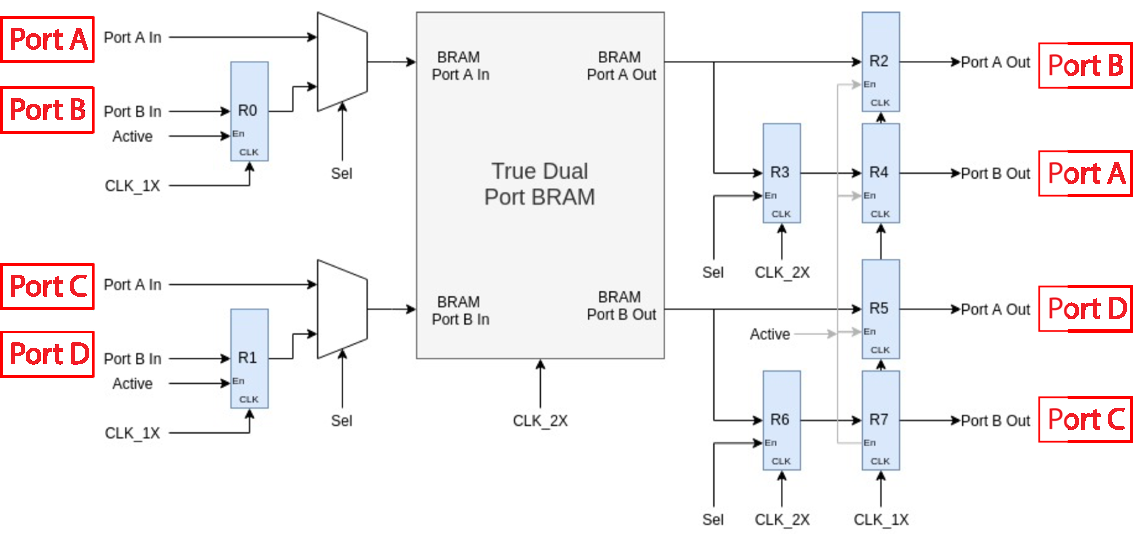 Port A Port A In
Port B Port B In
Active
CLK_1X
R0
En
CLK
Sel
Port C Port A In
Port D Port B In
Active
CLK_1X
R1
En
CLK
Sel
BRAM
Port A In
BRAM
Port A Out
True Dual
Port BRAM
BRAM
Port B In
BRAM
Port B Out
CLK_2X
R2
En
CLK
Port A Out Port B
R3
En
CLK
Sel
CLK_2X
R4
En
CLK
Port B Out Port A
Active
R5
En
CLK
Port A Out Port D
R6
En
CLK
Sel
CLK_2X
R7
En
CLK
CLK_1X
Port B Out Port C